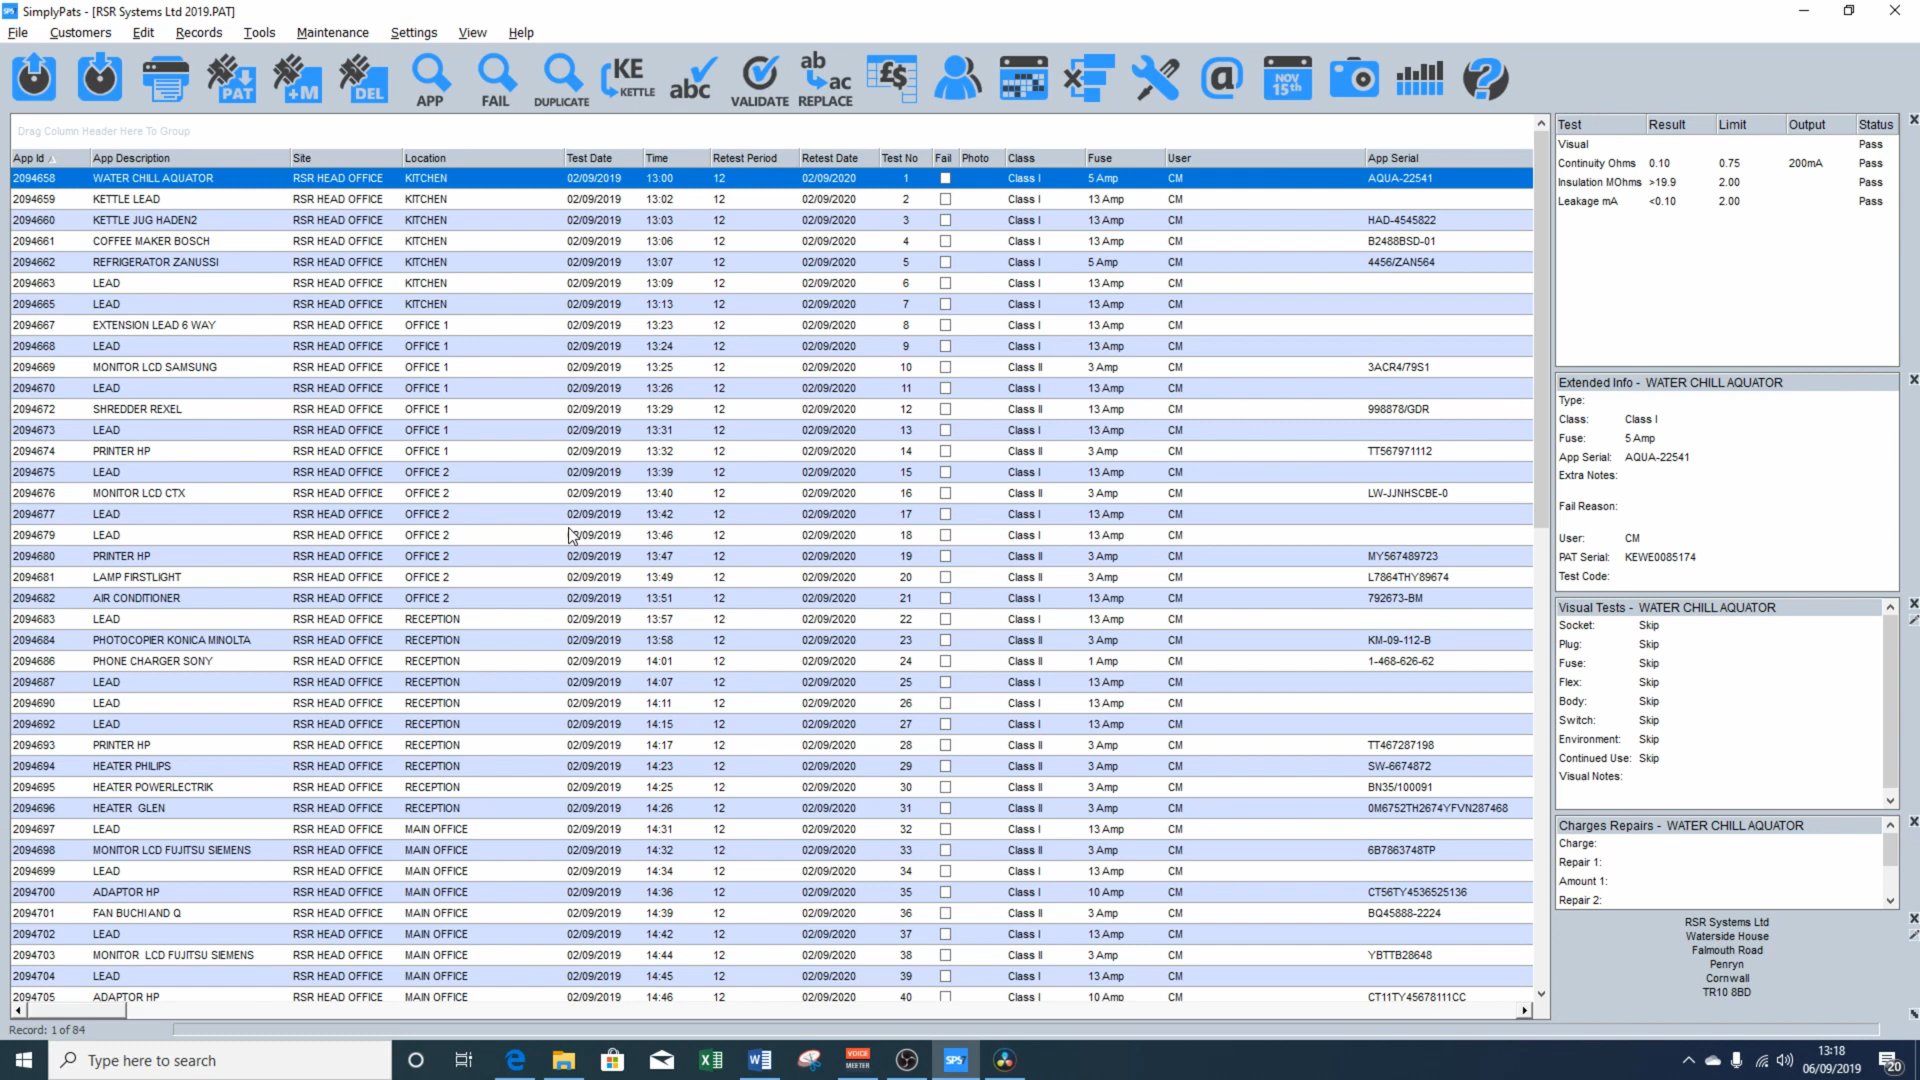 SimplyPats - [RSR Systems Ltd 2019.PAT]
File Customers Edit Records Tools Maintenance Settings View Help
PAT +M DEL APP FAIL DUPLICATE KE KETTLE abc VALIDATE ab ac REPLACE £$ X @ NOV 15th ?
Drag Column Header Here To Group
App Id App Description Site Location Test Date Time Retest Period Retest Date Test No Fail Photo Class Fuse User App Serial
2094658 WATER CHILL AQUATOR RSR HEAD OFFICE KITCHEN 02/09/2019 13:00 12 02/09/2020 1 Class I 5 Amp CM AQUA-22541
2094659 KETTLE LEAD RSR HEAD OFFICE KITCHEN 02/09/2019 13:02 12 02/09/2020 2 Class I 13 Amp CM
2094660 KETTLE JUG HADEN2 RSR HEAD OFFICE KITCHEN 02/09/2019 13:03 12 02/09/2020 3 Class I 13 Amp CM HAD-4545822
2094661 COFFEE MAKER BOSCH RSR HEAD OFFICE KITCHEN 02/09/2019 13:06 12 02/09/2020 4 Class I 13 Amp CM B2488BSD-01
2094662 REFRIGERATOR ZANUSSI RSR HEAD OFFICE KITCHEN 02/09/2019 13:07 12 02/09/2020 5 Class I 5 Amp CM 4456/ZAN564
2094663 LEAD RSR HEAD OFFICE KITCHEN 02/09/2019 13:09 12 02/09/2020 6 Class I 13 Amp CM
2094665 LEAD RSR HEAD OFFICE KITCHEN 02/09/2019 13:13 12 02/09/2020 7 Class I 13 Amp CM
2094667 EXTENSION LEAD 6 WAY RSR HEAD OFFICE OFFICE 1 02/09/2019 13:23 12 02/09/2020 8 Class I 13 Amp CM
2094668 LEAD RSR HEAD OFFICE OFFICE 1 02/09/2019 13:24 12 02/09/2020 9 Class I 13 Amp CM
2094669 MONITOR LCD SAMSUNG RSR HEAD OFFICE OFFICE 1 02/09/2019 13:25 12 02/09/2020 10 Class II 3 Amp CM 3ACR4/79S1
2094670 LEAD RSR HEAD OFFICE OFFICE 1 02/09/2019 13:26 12 02/09/2020 11 Class I 13 Amp CM
2094672 SHREDDER REXEL RSR HEAD OFFICE OFFICE 1 02/09/2019 13:29 12 02/09/2020 12 Class II 13 Amp CM 998878/GDR
2094673 LEAD RSR HEAD OFFICE OFFICE 1 02/09/2019 13:31 12 02/09/2020 13 Class I 13 Amp CM
2094674 PRINTER HP RSR HEAD OFFICE OFFICE 1 02/09/2019 13:32 12 02/09/2020 14 Class II 3 Amp CM TT567971112
2094675 LEAD RSR HEAD OFFICE OFFICE 2 02/09/2019 13:39 12 02/09/2020 15 Class I 13 Amp CM
2094676 MONITOR LCD CTX RSR HEAD OFFICE OFFICE 2 02/09/2019 13:40 12 02/09/2020 16 Class II 3 Amp CM LW-JJNHSCBE-0
2094677 LEAD RSR HEAD OFFICE OFFICE 2 02/09/2019 13:42 12 02/09/2020 17 Class I 13 Amp CM
2094679 LEAD RSR HEAD OFFICE OFFICE 2 /09/2019 13:46 12 02/09/2020 18 Class I 13 Amp CM
2094680 PRINTER HP RSR HEAD OFFICE OFFICE 2 02/09/2019 13:47 12 02/09/2020 19 Class II 3 Amp CM MY567489723
2094681 LAMP FIRSTLIGHT RSR HEAD OFFICE OFFICE 2 02/09/2019 13:49 12 02/09/2020 20 Class II 3 Amp CM L7864THY89674
2094682 AIR CONDITIONER RSR HEAD OFFICE OFFICE 2 02/09/2019 13:51 12 02/09/2020 21 Class I 13 Amp CM 792673-BM
2094683 LEAD RSR HEAD OFFICE RECEPTION 02/09/2019 13:57 12 02/09/2020 22 Class I 13 Amp CM
2094684 PHOTOCOPIER KONICA MINOLTA RSR HEAD OFFICE RECEPTION 02/09/2019 13:58 12 02/09/2020 23 Class II 3 Amp CM KM-09-112-B
2094686 PHONE CHARGER SONY RSR HEAD OFFICE RECEPTION 02/09/2019 14:01 12 02/09/2020 24 Class II 1 Amp CM 1-468-626-62
2094687 LEAD RSR HEAD OFFICE RECEPTION 02/09/2019 14:07 12 02/09/2020 25 Class I 13 Amp CM
2094690 LEAD RSR HEAD OFFICE RECEPTION 02/09/2019 14:11 12 02/09/2020 26 Class I 13 Amp CM
2094692 LEAD RSR HEAD OFFICE RECEPTION 02/09/2019 14:15 12 02/09/2020 27 Class I 13 Amp CM
2094693 PRINTER HP RSR HEAD OFFICE RECEPTION 02/09/2019 14:17 12 02/09/2020 28 Class II 3 Amp CM TT467287198
2094694 HEATER PHILIPS RSR HEAD OFFICE RECEPTION 02/09/2019 14:23 12 02/09/2020 29 Class II 3 Amp CM SW-6674872
2094695 HEATER POWERLECTRIK RSR HEAD OFFICE RECEPTION 02/09/2019 14:25 12 02/09/2020 30 Class II 3 Amp CM BN35/100091
2094696 HEATER GLEN RSR HEAD OFFICE RECEPTION 02/09/2019 14:26 12 02/09/2020 31 Class II 3 Amp CM 0M6752TH2674YFVN287468
2094697 LEAD RSR HEAD OFFICE MAIN OFFICE 02/09/2019 14:31 12 02/09/2020 32 Class I 13 Amp CM
2094698 MONITOR LCD FUJITSU SIEMENS RSR HEAD OFFICE MAIN OFFICE 02/09/2019 14:32 12 02/09/2020 33 Class II 3 Amp CM 6B7863748TP
2094699 LEAD RSR HEAD OFFICE MAIN OFFICE 02/09/2019 14:34 12 02/09/2020 34 Class I 13 Amp CM
2094700 ADAPTOR HP RSR HEAD OFFICE MAIN OFFICE 02/09/2019 14:36 12 02/09/2020 35 Class I 10 Amp CM CT56TY4536525136
2094701 FAN BUCHI AND Q RSR HEAD OFFICE MAIN OFFICE 02/09/2019 14:39 12 02/09/2020 36 Class II 3 Amp CM BQ45888-2224
2094702 LEAD RSR HEAD OFFICE MAIN OFFICE 02/09/2019 14:42 12 02/09/2020 37 Class I 13 Amp CM
2094703 MONITOR LCD FUJITSU SIEMENS RSR HEAD OFFICE MAIN OFFICE 02/09/2019 14:44 12 02/09/2020 38 Class II 3 Amp CM YBTTB28648
2094704 LEAD RSR HEAD OFFICE MAIN OFFICE 02/09/2019 14:45 12 02/09/2020 39 Class I 13 Amp CM
2094705 ADAPTOR HP RSR HEAD OFFICE MAIN OFFICE 02/09/2019 14:46 12 02/09/2020 40 Class I 10 Amp CM CT11TY45678111CC
Record: 1 of 84
Test Result Limit Output Status
Visual Pass
Continuity Ohms 0.10 0.75 200mA Pass
Insulation MOhms >19.9 2.00 Pass
Leakage mA <0.10 2.00 Pass
Extended Info - WATER CHILL AQUATOR
Type:
Class: Class I
Fuse: 5 Amp
App Serial: AQUA-22541
Extra Notes:
Fail Reason:
User: CM
PAT Serial: KEWE0085174
Test Code:
Visual Tests - WATER CHILL AQUATOR
Socket: Skip
Plug: Skip
Fuse: Skip
Flex: Skip
Body: Skip
Switch: Skip
Environment: Skip
Continued Use: Skip
Visual Notes:
Charges Repairs - WATER CHILL AQUATOR
Charge:
Repair 1:
Amount 1:
Repair 2:
RSR Systems Ltd
Waterside House
Falmouth Road
Penryn
Cornwall
TR10 8BD
Type here to search
VOICE
MEETER
SP5
13:18
06/09/2019
20